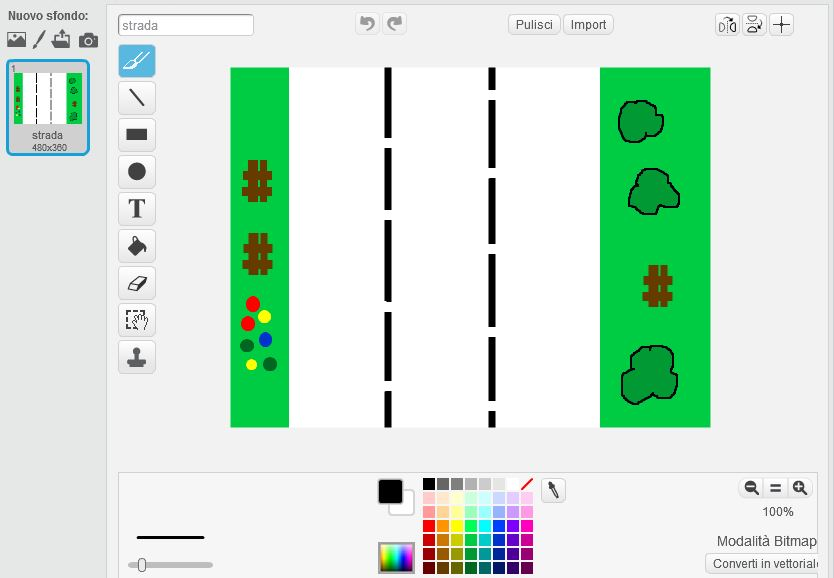 Nuovo sfondo:
strada
Pulisci
Import
1
strada
480x360
T
100%
Modalità Bitmap
Converti in vettoriale